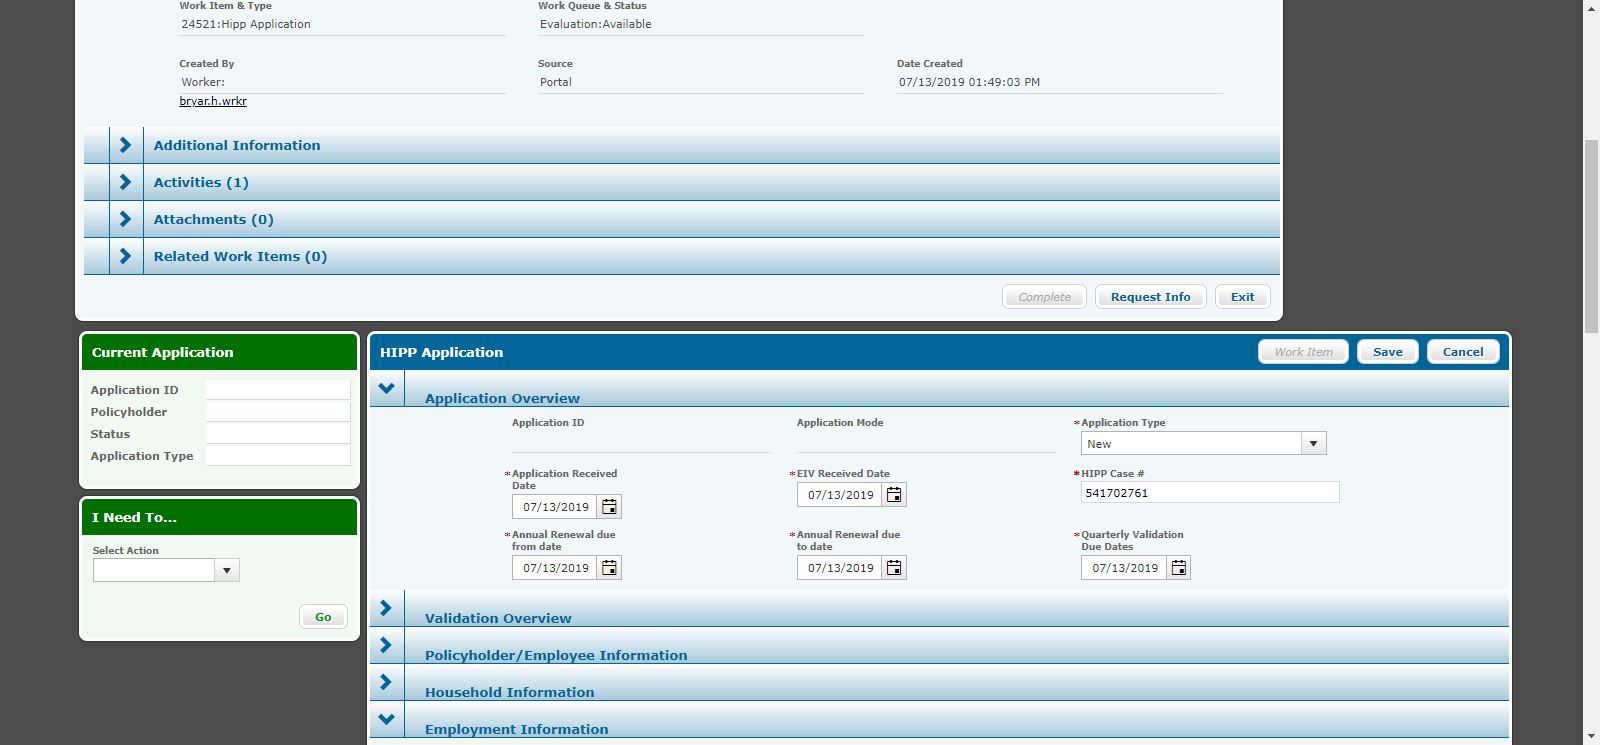 Work Item & Type
Work Queue & Status
24521:Hipp Application
Evaluation:Available
Created By
Source
Date Created
Worker:
Portal
07/13/2019 01:49:03 PM
bryar.h.wrkr
Additional Information
Activities (1)
Attachments (0)
Related Work Items (0)
Complete
Request Info
Exit
Current Application
Application ID
Policyholder
Status
Application Type
I Need To...
Select Action
Go
HIPP Application
Work Item
Save
Cancel
Application Overview
Application ID
Application Mode
*Application Type
New
*Application Received
Date
07/13/2019
*EIV Received Date
07/13/2019
*HIPP Case #
541702761
*Annual Renewal due
from date
07/13/2019
*Annual Renewal due
to date
07/13/2019
*Quarterly Validation
Due Dates
07/13/2019
Validation Overview
Policyholder/Employee Information
Household Information
Employment Information